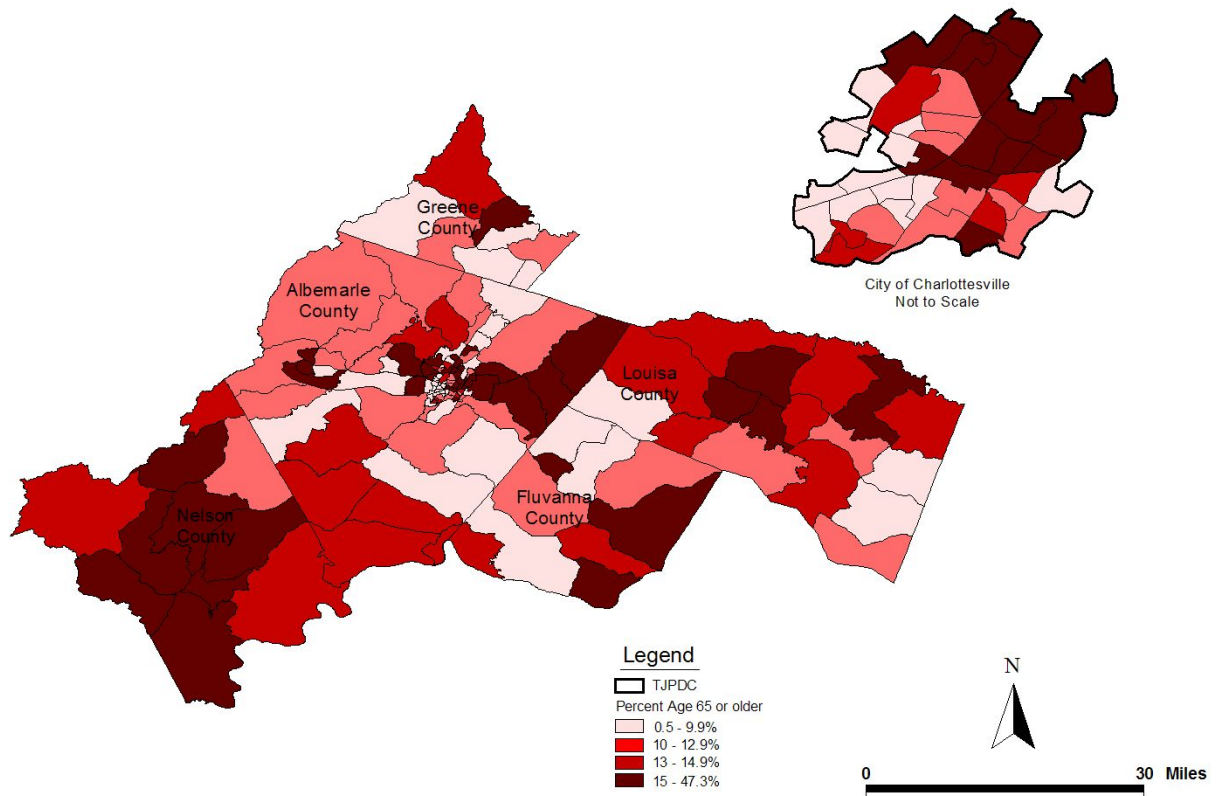 Greene
County
Albemarle
County
City of Charlottesville
Not to Scale
Louisa
County
Nelson
County
Fluvanna
County
Legend
TJPDC
Percent Age 65 or older
0.5 - 9.9%
10 - 12.9%
13 - 14.9%
15 - 47.3%
N
0
30 Miles